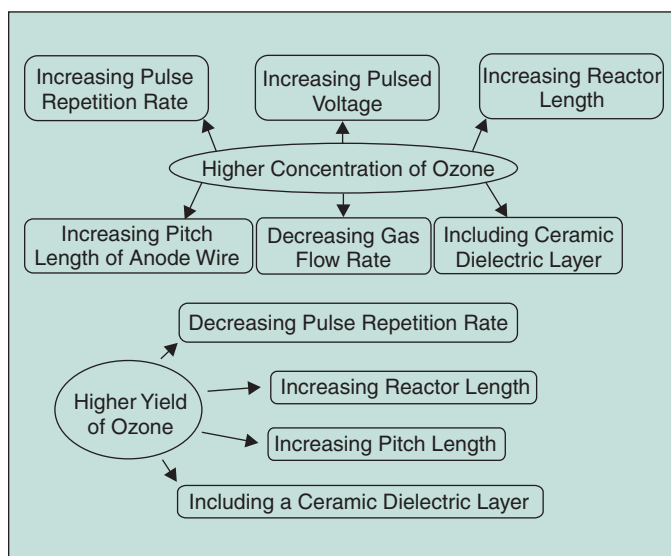 Increasing Pulse
Repetition Rate
Increasing Pulsed
Voltage
Increasing Reactor
Length
Higher Concentration of Ozone
Increasing Pitch
Length of Anode Wire
Decreasing Gas
Flow Rate
Including Ceramic
Dielectric Layer
Decreasing Pulse Repetition Rate
Higher Yield
of Ozone
Increasing Reactor Length
Increasing Pitch Length
Including a Ceramic Dielectric Layer